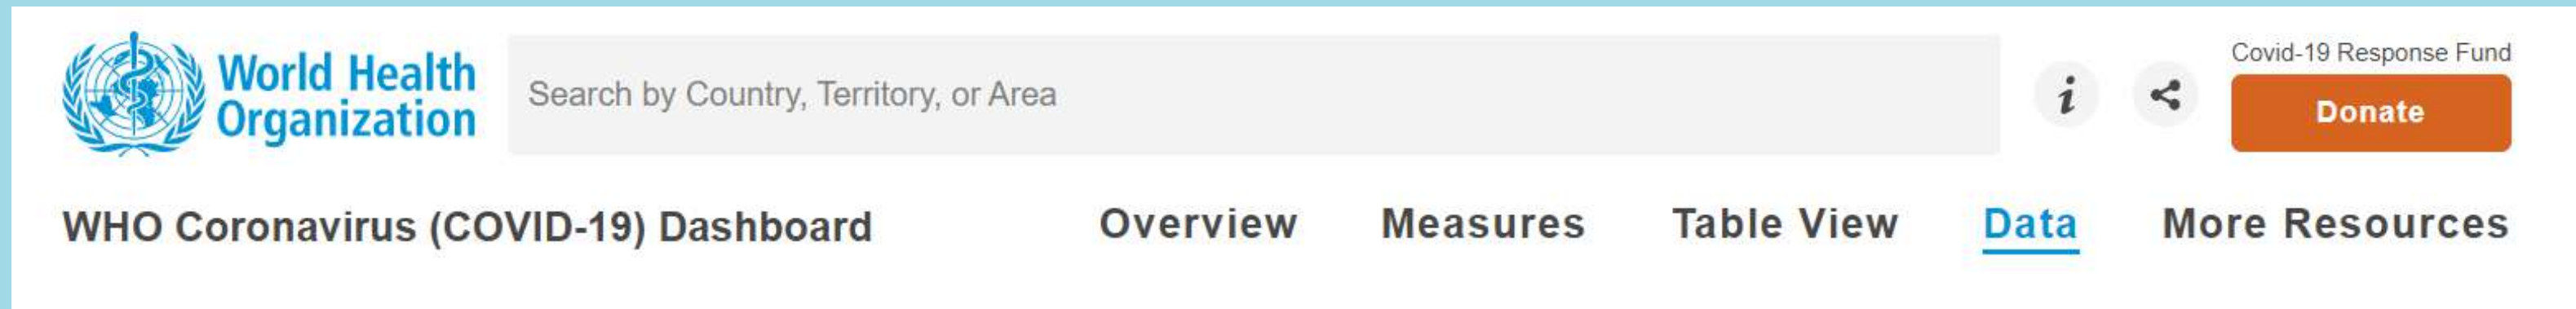 World Health
Organization
Search by Country, Territory, or Area
i
Covid-19 Response Fund
Donate
WHO Coronavirus (COVID-19) Dashboard
Overview
Measures
Table View
Data
More Resources